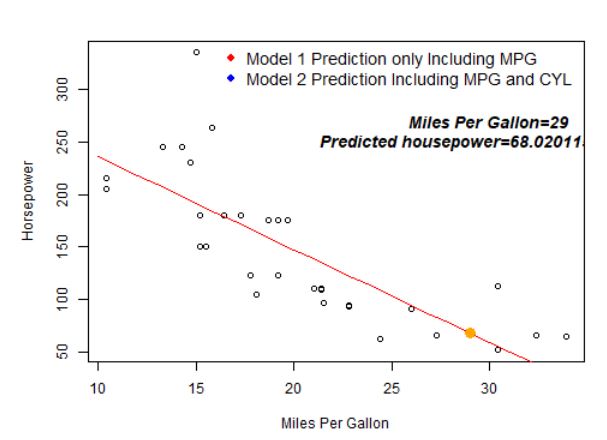 Model 1 Prediction only Including MPG
Model 2 Prediction Including MPG and CYL
Miles Per Gallon=29
Predicted housepower=68.02011
Horsepower
300
250
200
150
100
50
10
15
20
25
30
Miles Per Gallon